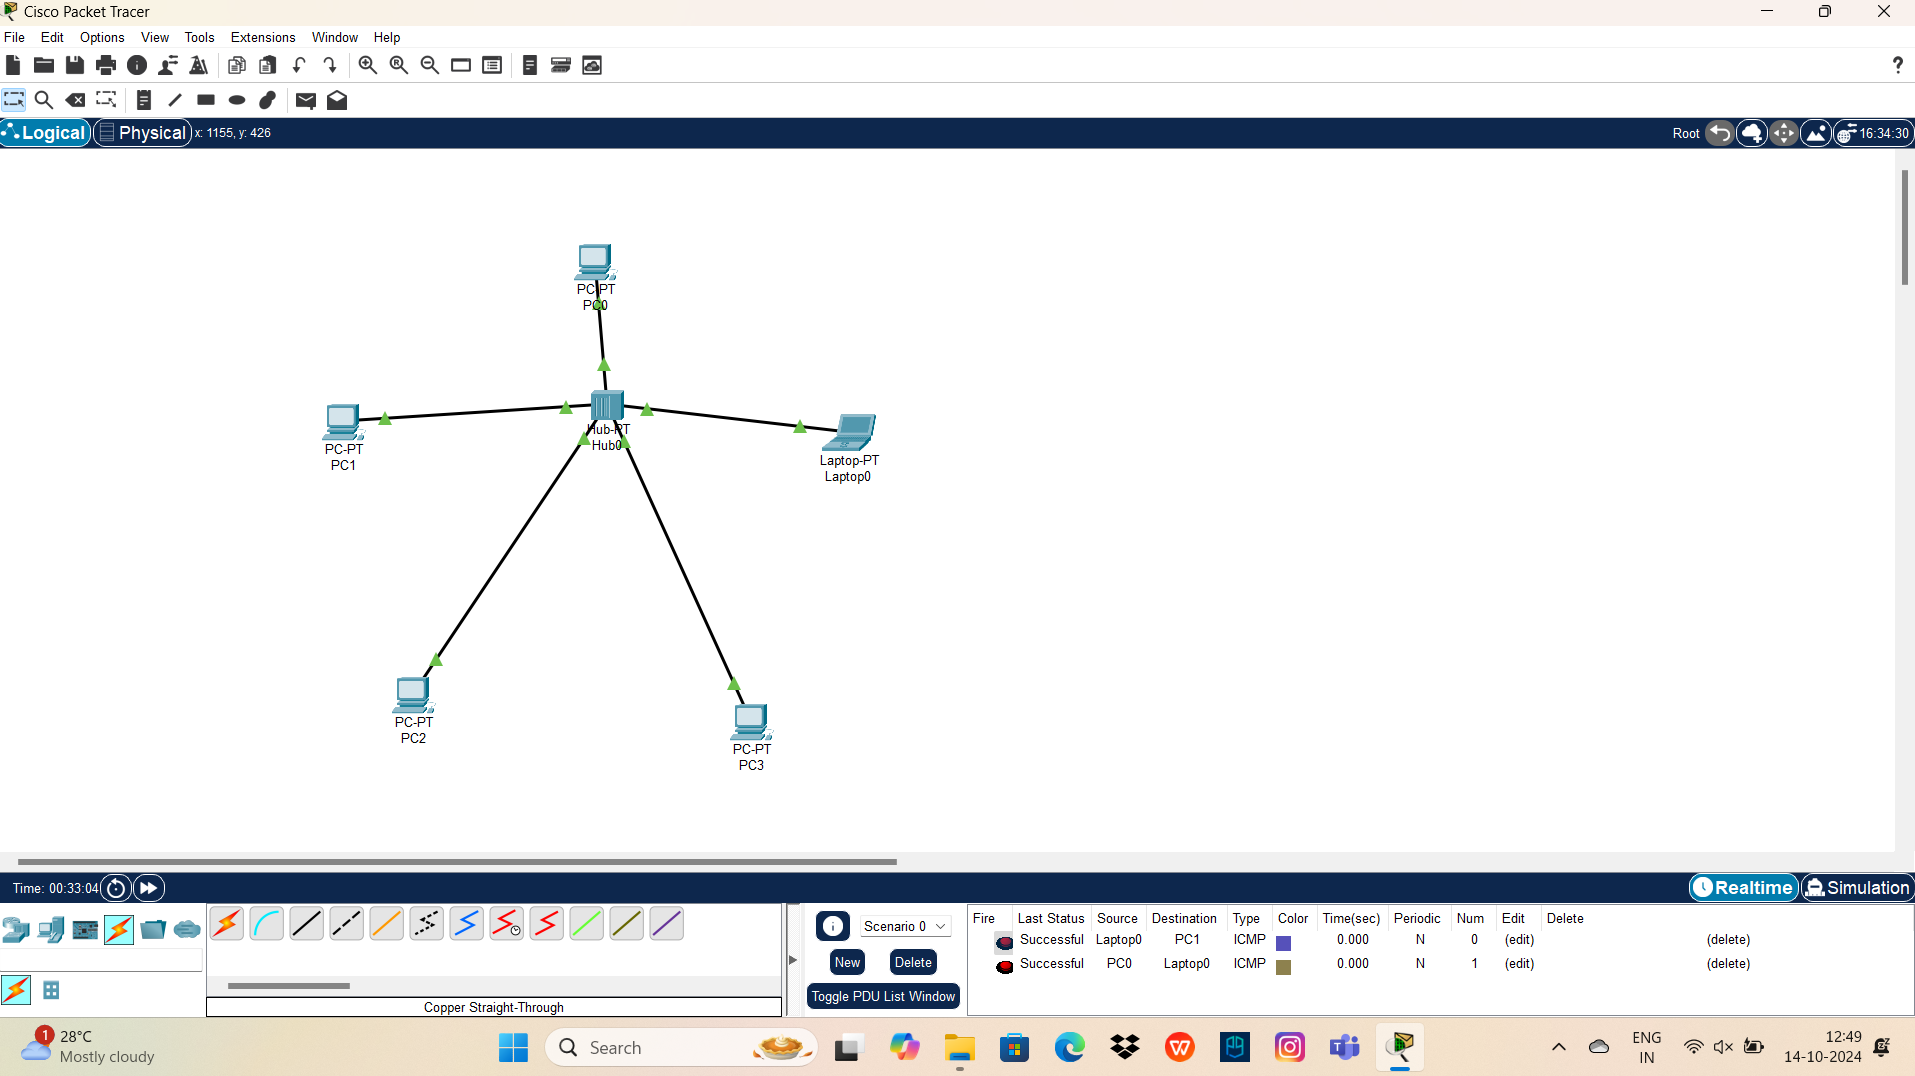 Cisco Packet Tracer
File Edit Options View Tools Extensions Window Help
?
Logical Physical x: 1155, y: 426 Root 16:34:30
PC-PT
PC0
PC-PT
PC1
Hub-PT
Hub0
Laptop-PT
Laptop0
PC-PT
PC2
PC-PT
PC3
Time: 00:33:04 Realtime Simulation
Scenario 0
New Delete
Toggle PDU List Window
Copper Straight-Through
Fire Last Status Source Destination Type Color Time(sec) Periodic Num Edit Delete
Successful Laptop0 PC1 ICMP 0.000 N 0 (edit) (delete)
Successful PC0 Laptop0 ICMP 0.000 N 1 (edit) (delete)
1
28°C
Mostly cloudy
Search
ENG
IN
12:49
14-10-2024